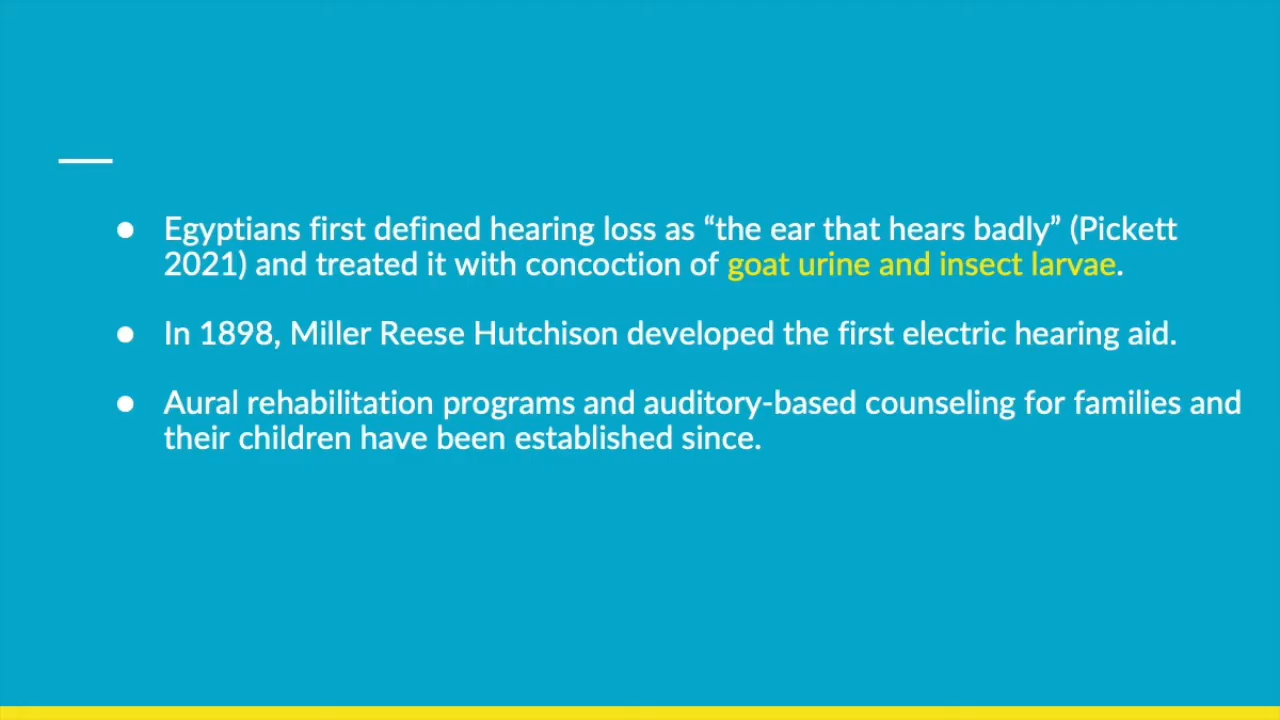 ● Egyptians first defined hearing loss as “the ear that hears badly” (Pickett
2021) and treated it with concoction of goat urine and insect larvae.
● In 1898, Miller Reese Hutchison developed the first electric hearing aid.
● Aural rehabilitation programs and auditory-based counseling for families and
their children have been established since.